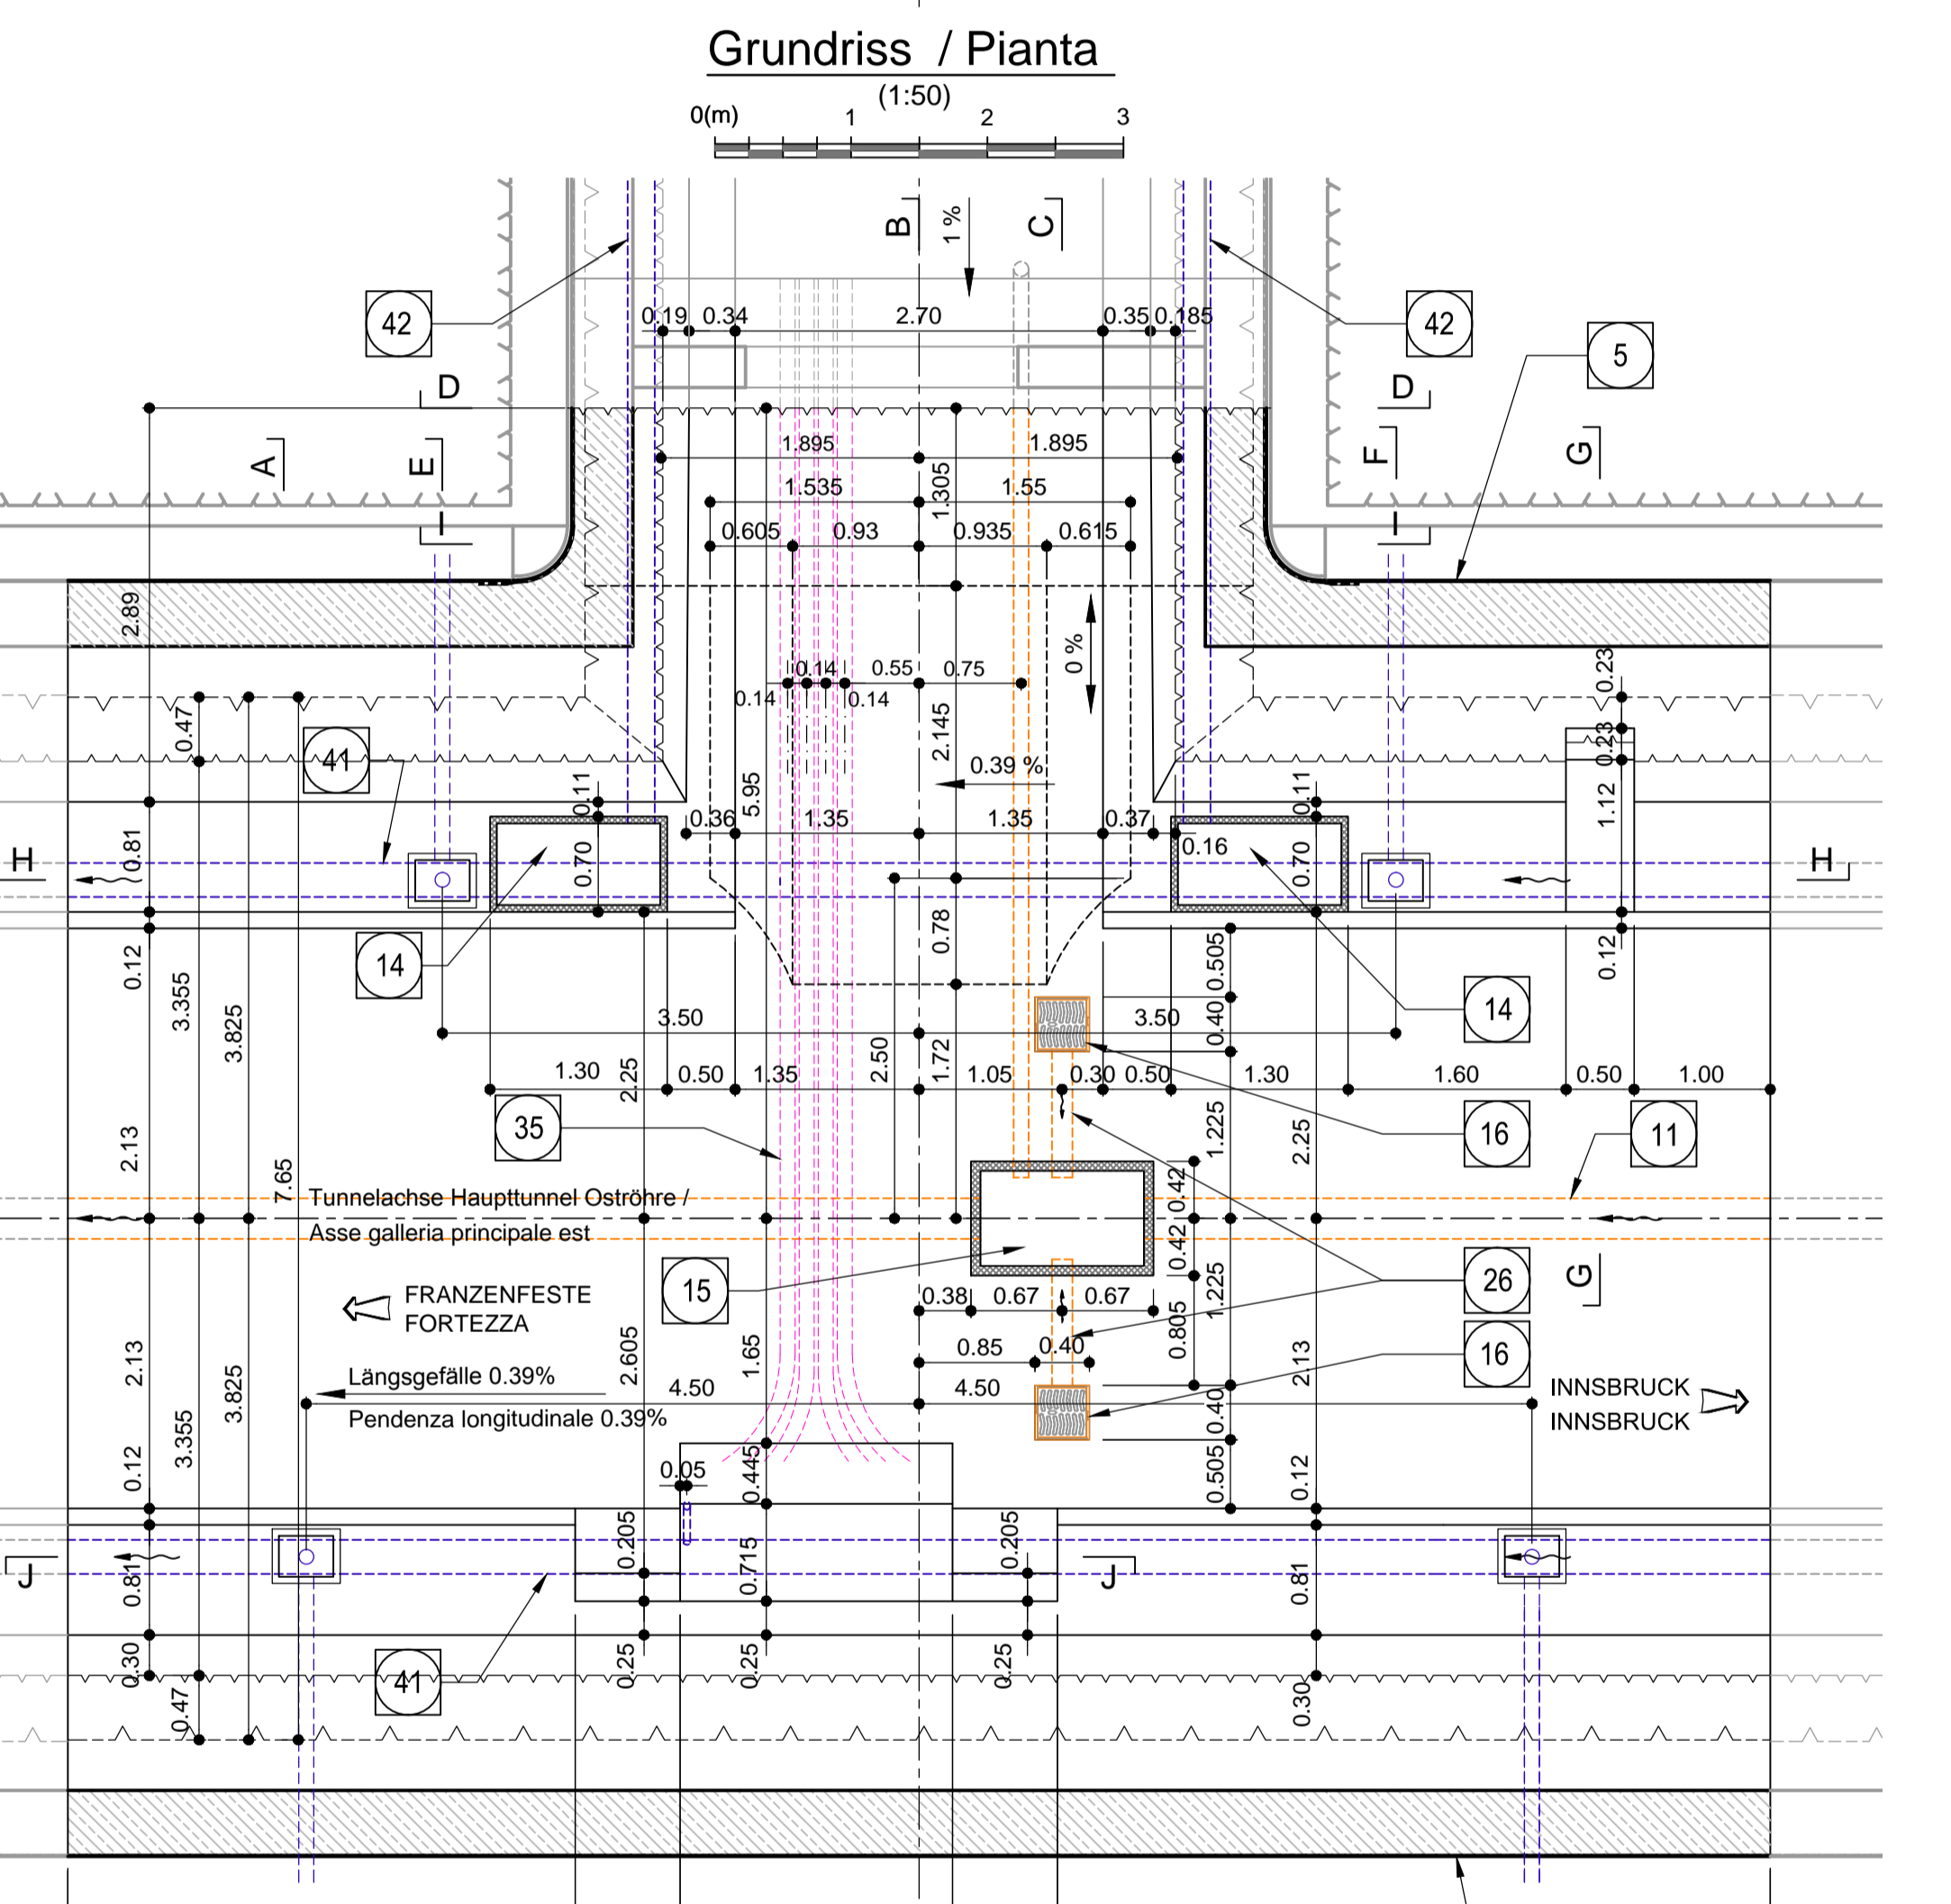 Grundriss / Pianta
(1:50)
0(m) 1 2 3
B 1 % C
42 42
0.19 0.34 2.70 0.35 0.185
5
D D
A E F G
1.895 1.895
1.305
1.535 1.55
I I
0.605 0.93 0.935 0.615
2.89
0 %
0.14 0.55 0.75 0.23
0.14 0.14
0.47 2.145 0.23
41 0.39 %
0.11 5.95 0.11 1.12
0.36 1.35 1.35 0.37
0.81 0.70 0.16 0.70
H H
0.78
14 0.12 0.505 0.12
3.355 14
3.825 3.50 0.40 3.50
2.50 1.72
2.25 1.30 0.50 1.35 1.05 0.30 0.50 1.30 1.60 0.50 1.00
35 16 11
2.13 1.225 2.25
7.65 0.42
Tunnelachse Haupttunnel Oströhre /
Asse galleria principale est
0.42
15 26 G
FRANZENFESTE
FORTEZZA
0.38 0.67 0.67 1.225
0.805
2.13 2.605 1.65 0.85 0.40 2.13 16
Längsgefälle 0.39%
4.50 4.50
Pendenza longitudinale 0.39%
INNSBRUCK
INNSBRUCK
3.825 0.40
3.355
0.12 0.05 0.445 0.505 0.12
0.205 0.205
J J
0.81 0.715 0.81
0.30 0.25 0.25 0.25
41
0.47 0.30